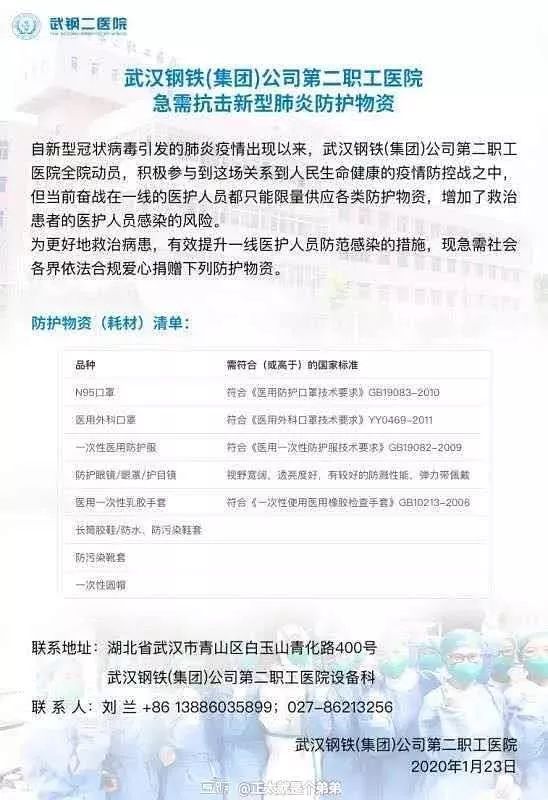 武钢二医院
武汉钢铁(集团)公司第二职工医院
急需抗击新型肺炎防护物资
自新型冠状病毒引发的肺炎疫情出现以来，武汉钢铁(集团)公司第二职工
医院全院动员，积极参与到这场关系到人民生命健康的疫情防控战之中，
但当前奋战在一线的医护人员都只能限量供应各类防护物资，增加了救治
患者的医护人员感染的风险。
为更好地救治病患，有效提升一线医护人员防范感染的措施，现急需社会
各界依法合规爱心捐赠下列防护物资。
防护物资（耗材）清单：
品种 需符合（或高于）的国家标准
N95口罩 符合《医用防护口罩技术要求》GB19083-2010
医用外科口罩 符合《医用外科口罩技术要求》YY0469-2011
一次性医用防护服 符合《医用一次性防护服技术要求》GB19082-2009
防护眼镜/眼罩/护目镜 视野宽阔，透亮度好，有较好的防溅性能，弹力带佩戴
医用一次性乳胶手套 符合《一次性使用医用橡胶检查手套》GB10213-2006
长筒胶鞋/防水、防污染鞋套
防污染靴套
一次性圆帽
联系地址：湖北省武汉市青山区白玉山青化路400号
武汉钢铁(集团)公司第二职工医院设备科
联 系 人：刘 兰 +86 13886035899；027-86213256
武汉钢铁(集团)公司第二职工医院
2020年1月23日
@正太就是个弟弟